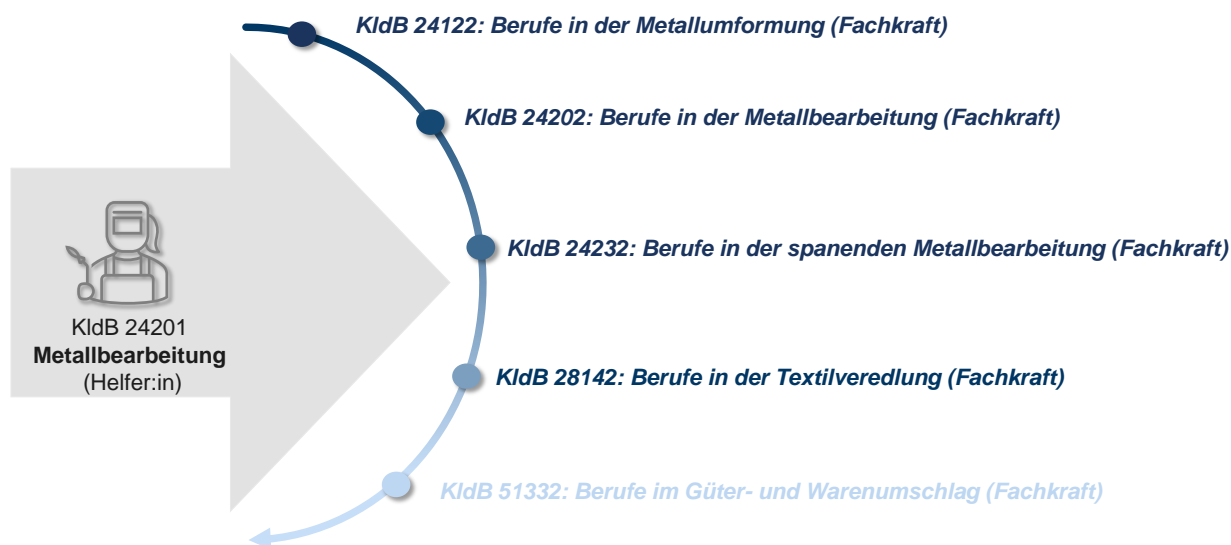 KldB 24122: Berufe in der Metallumformung (Fachkraft)
KldB 24202: Berufe in der Metallbearbeitung (Fachkraft)
KldB 24232: Berufe in der spanenden Metallbearbeitung (Fachkraft)
KldB 24201
Metallbearbeitung
(Helfer:in)
KldB 28142: Berufe in der Textilveredlung (Fachkraft)
KldB 51332: Berufe im Güter- und Warenumschlag (Fachkraft)